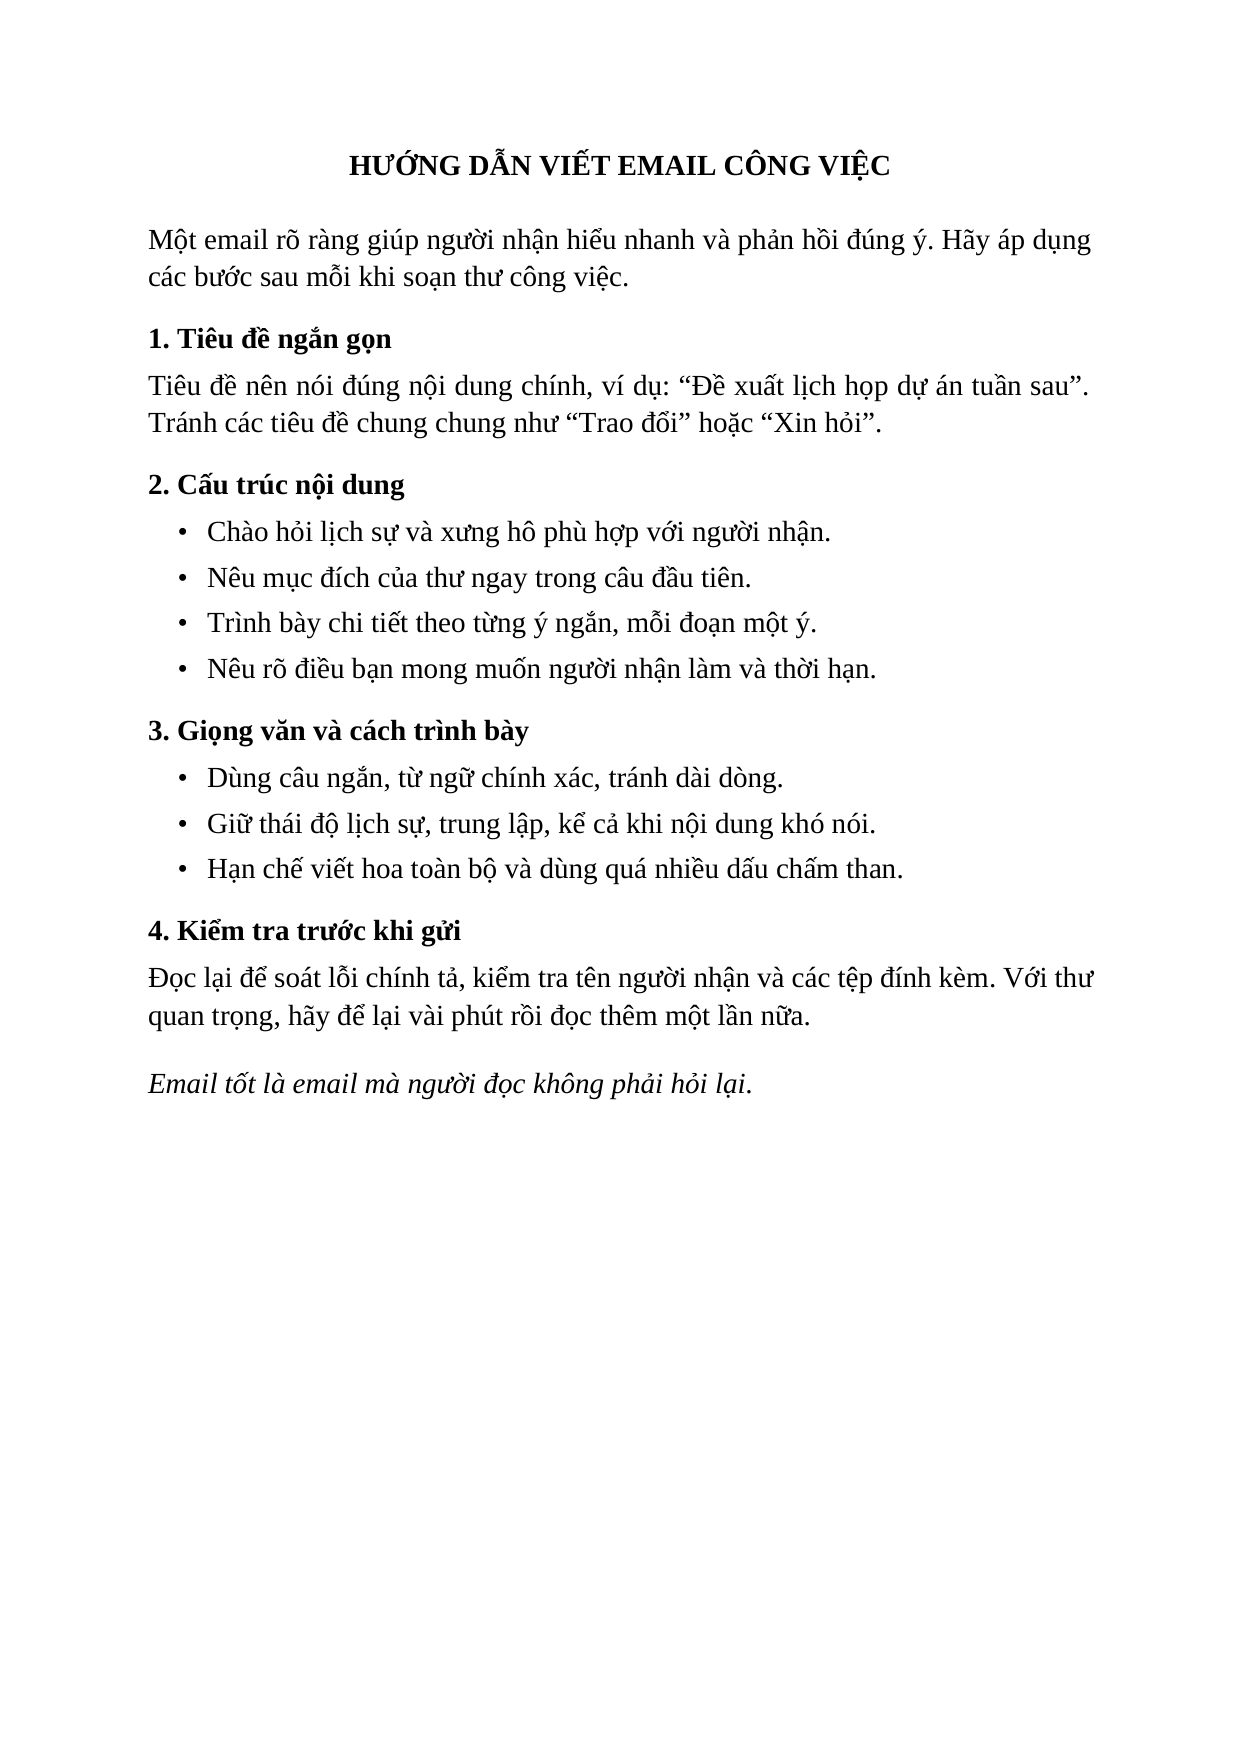 HƯỚNG DẪN VIẾT EMAIL CÔNG VIỆC
Một email rõ ràng giúp người nhận hiểu nhanh và phản hồi đúng ý. Hãy áp dụng
các bước sau mỗi khi soạn thư công việc.
1. Tiêu đề ngắn gọn
Tiêu đề nên nói đúng nội dung chính, ví dụ: “Đề xuất lịch họp dự án tuần sau”.
Tránh các tiêu đề chung chung như “Trao đổi” hoặc “Xin hỏi”.
2. Cấu trúc nội dung
• Chào hỏi lịch sự và xưng hô phù hợp với người nhận.
• Nêu mục đích của thư ngay trong câu đầu tiên.
• Trình bày chi tiết theo từng ý ngắn, mỗi đoạn một ý.
• Nêu rõ điều bạn mong muốn người nhận làm và thời hạn.
3. Giọng văn và cách trình bày
• Dùng câu ngắn, từ ngữ chính xác, tránh dài dòng.
• Giữ thái độ lịch sự, trung lập, kể cả khi nội dung khó nói.
• Hạn chế viết hoa toàn bộ và dùng quá nhiều dấu chấm than.
4. Kiểm tra trước khi gửi
Đọc lại để soát lỗi chính tả, kiểm tra tên người nhận và các tệp đính kèm. Với thư
quan trọng, hãy để lại vài phút rồi đọc thêm một lần nữa.
Email tốt là email mà người đọc không phải hỏi lại.